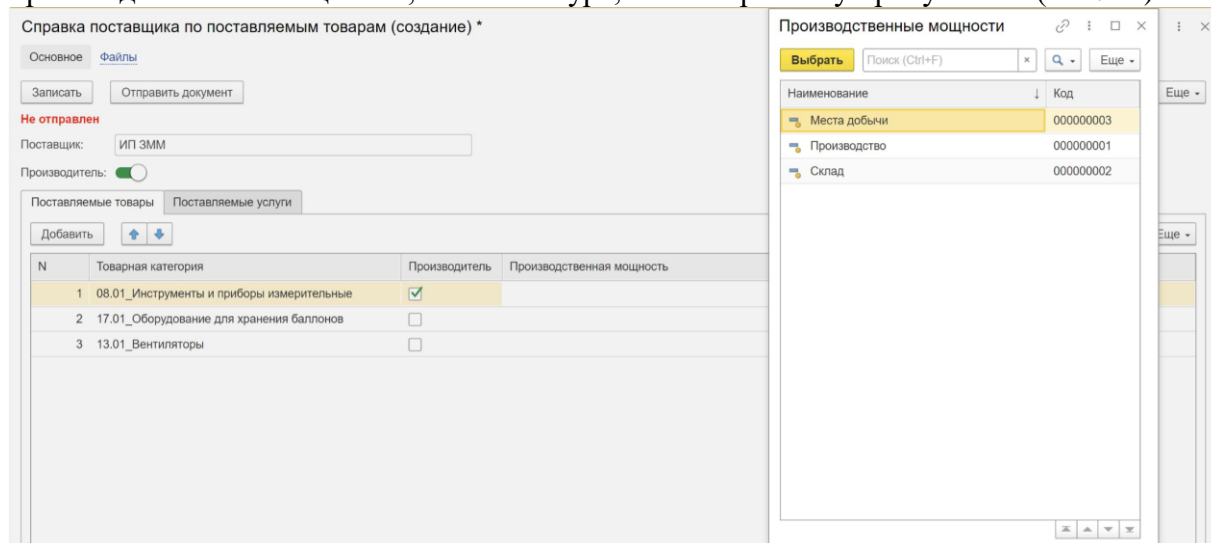 Справка поставщика по поставляемым товарам (создание) *
Основное Файлы
Записать Отправить документ Еще
Не отправлен
Поставщик: ИП ЗММ
Производитель:
Поставляемые товары Поставляемые услуги
Добавить Еще
N Товарная категория Производитель Производственная мощность
1 08.01_Инструменты и приборы измерительные
2 17.01_Оборудование для хранения баллонов
3 13.01_Вентиляторы
Производственные мощности
Выбрать Поиск (Ctrl+F) × Еще
Наименование ↓ Код
Места добычи 000000003
Производство 000000001
Склад 000000002